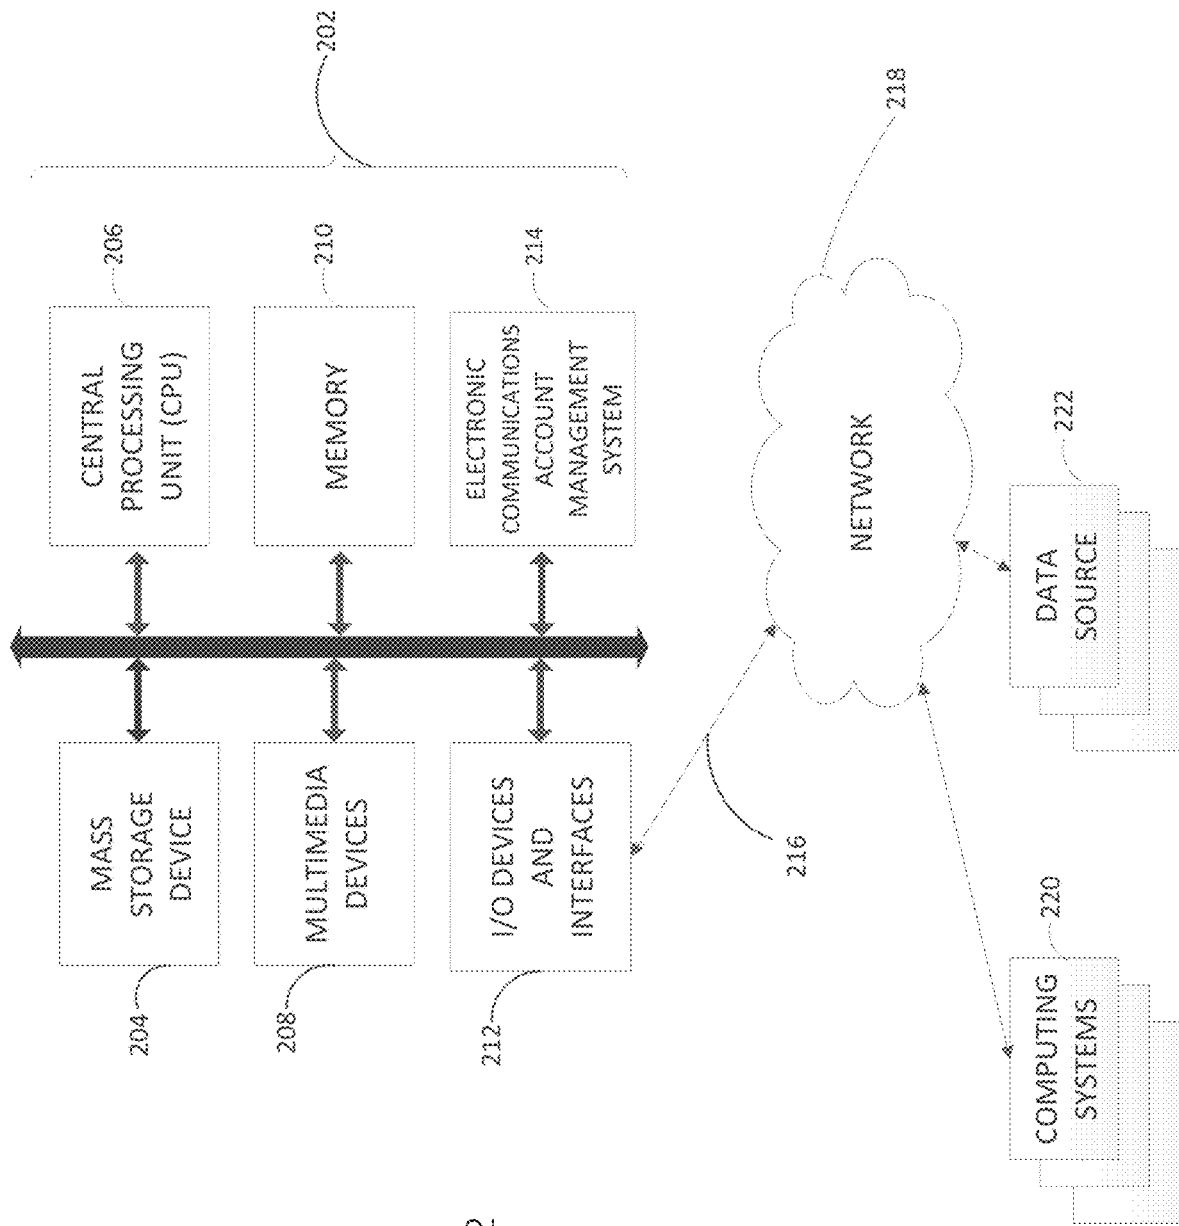 202
206
CENTRAL
PROCESSING
UNIT (CPU)
210
MEMORY
214
ELECTRONIC
COMMUNICATIONS
ACCOUNT
MANAGEMENT
SYSTEM
204
MASS
STORAGE
DEVICE
208
MULTIMEDIA
DEVICES
212
I/O DEVICES
AND
INTERFACES
216
218
NETWORK
220
COMPUTING
SYSTEMS
222
DATA
SOURCE